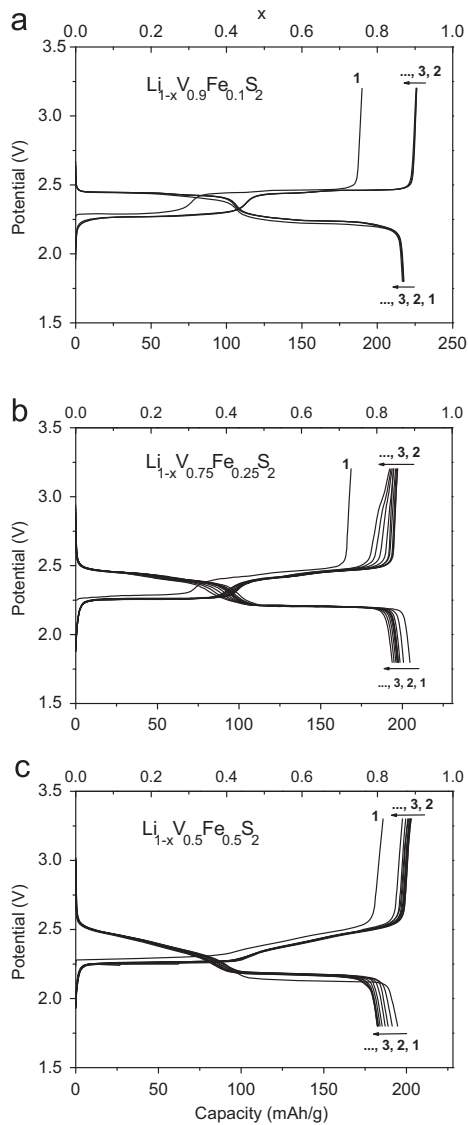 a
x
0.0 0.2 0.4 0.6 0.8 1.0
3.5
3.0
2.5
2.0
1.5
Potential (V)
Li1-xV0.9Fe0.1S2
1
..., 3, 2
..., 3, 2, 1
0 50 100 150 200 250
b
0.0 0.2 0.4 0.6 0.8 1.0
3.5
3.0
2.5
2.0
1.5
Potential (V)
Li1-xV0.75Fe0.25S2
1
..., 3, 2
..., 3, 2, 1
0 50 100 150 200
c
0.0 0.2 0.4 0.6 0.8 1.0
3.5
3.0
2.5
2.0
1.5
Potential (V)
Li1-xV0.5Fe0.5S2
1
..., 3, 2
..., 3, 2, 1
0 50 100 150 200
Capacity (mAh/g)